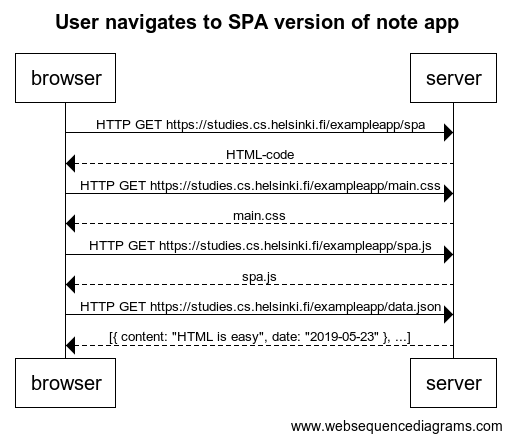 User navigates to SPA version of note app
browser server
HTTP GET https://studies.cs.helsinki.fi/exampleapp/spa
HTML-code
HTTP GET https://studies.cs.helsinki.fi/exampleapp/main.css
main.css
HTTP GET https://studies.cs.helsinki.fi/exampleapp/spa.js
spa.js
HTTP GET https://studies.cs.helsinki.fi/exampleapp/data.json
[{ content: "HTML is easy", date: "2019-05-23" }, ...]
browser server
www.websequencediagrams.com